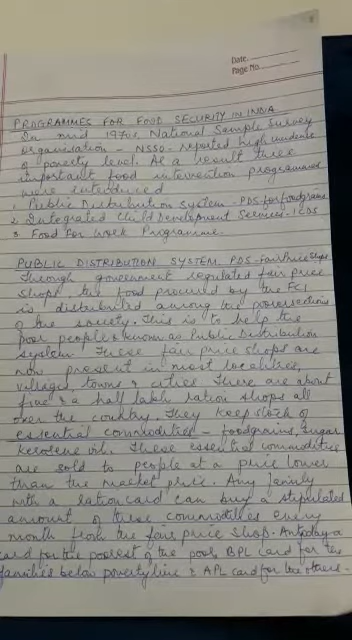 Date
Page No.
PROGRAMMES FOR FOOD SECURITY IN INDIA
In mid 1970s National Sample Survey
Organisation - NSSO - reported high incidence
of poverty level. As a result three
important food intervention programmes
were introduced
1. Public Distribution System - PDS - for foodgrains
2. Integrated Child Development Services - ICDS
3. Food For Work Programme.
PUBLIC DISTRIBUTION SYSTEM PDS - Fair Price Shops
Through government regulated fair price
shops, the food procured by the FCI
is distributed among the poor sections
of the society. This is to help the
poor people & known as Public Distribution
System. These fair price shops are
now present in most localities,
villages, towns & cities. There are about
five & a half lakh ration shops all
over the country. They keep stock of
essential commodities - foodgrains, sugar
kerosene oil. These essential commodities
are sold to people at a price lower
than the market price. Any family
with a ration card can buy a stipulated
amount of these commodities every
month from the fair price shop. Antyodaya
card for the poorest of the poor, BPL card for the
families below poverty line & APL card for the others.